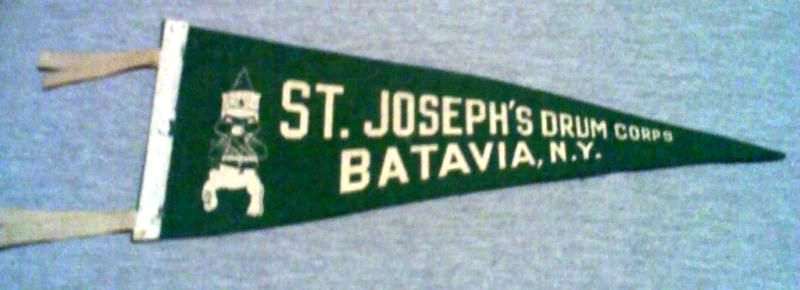 ST. JOSEPH'S DRUM CORPS
BATAVIA, N.Y.